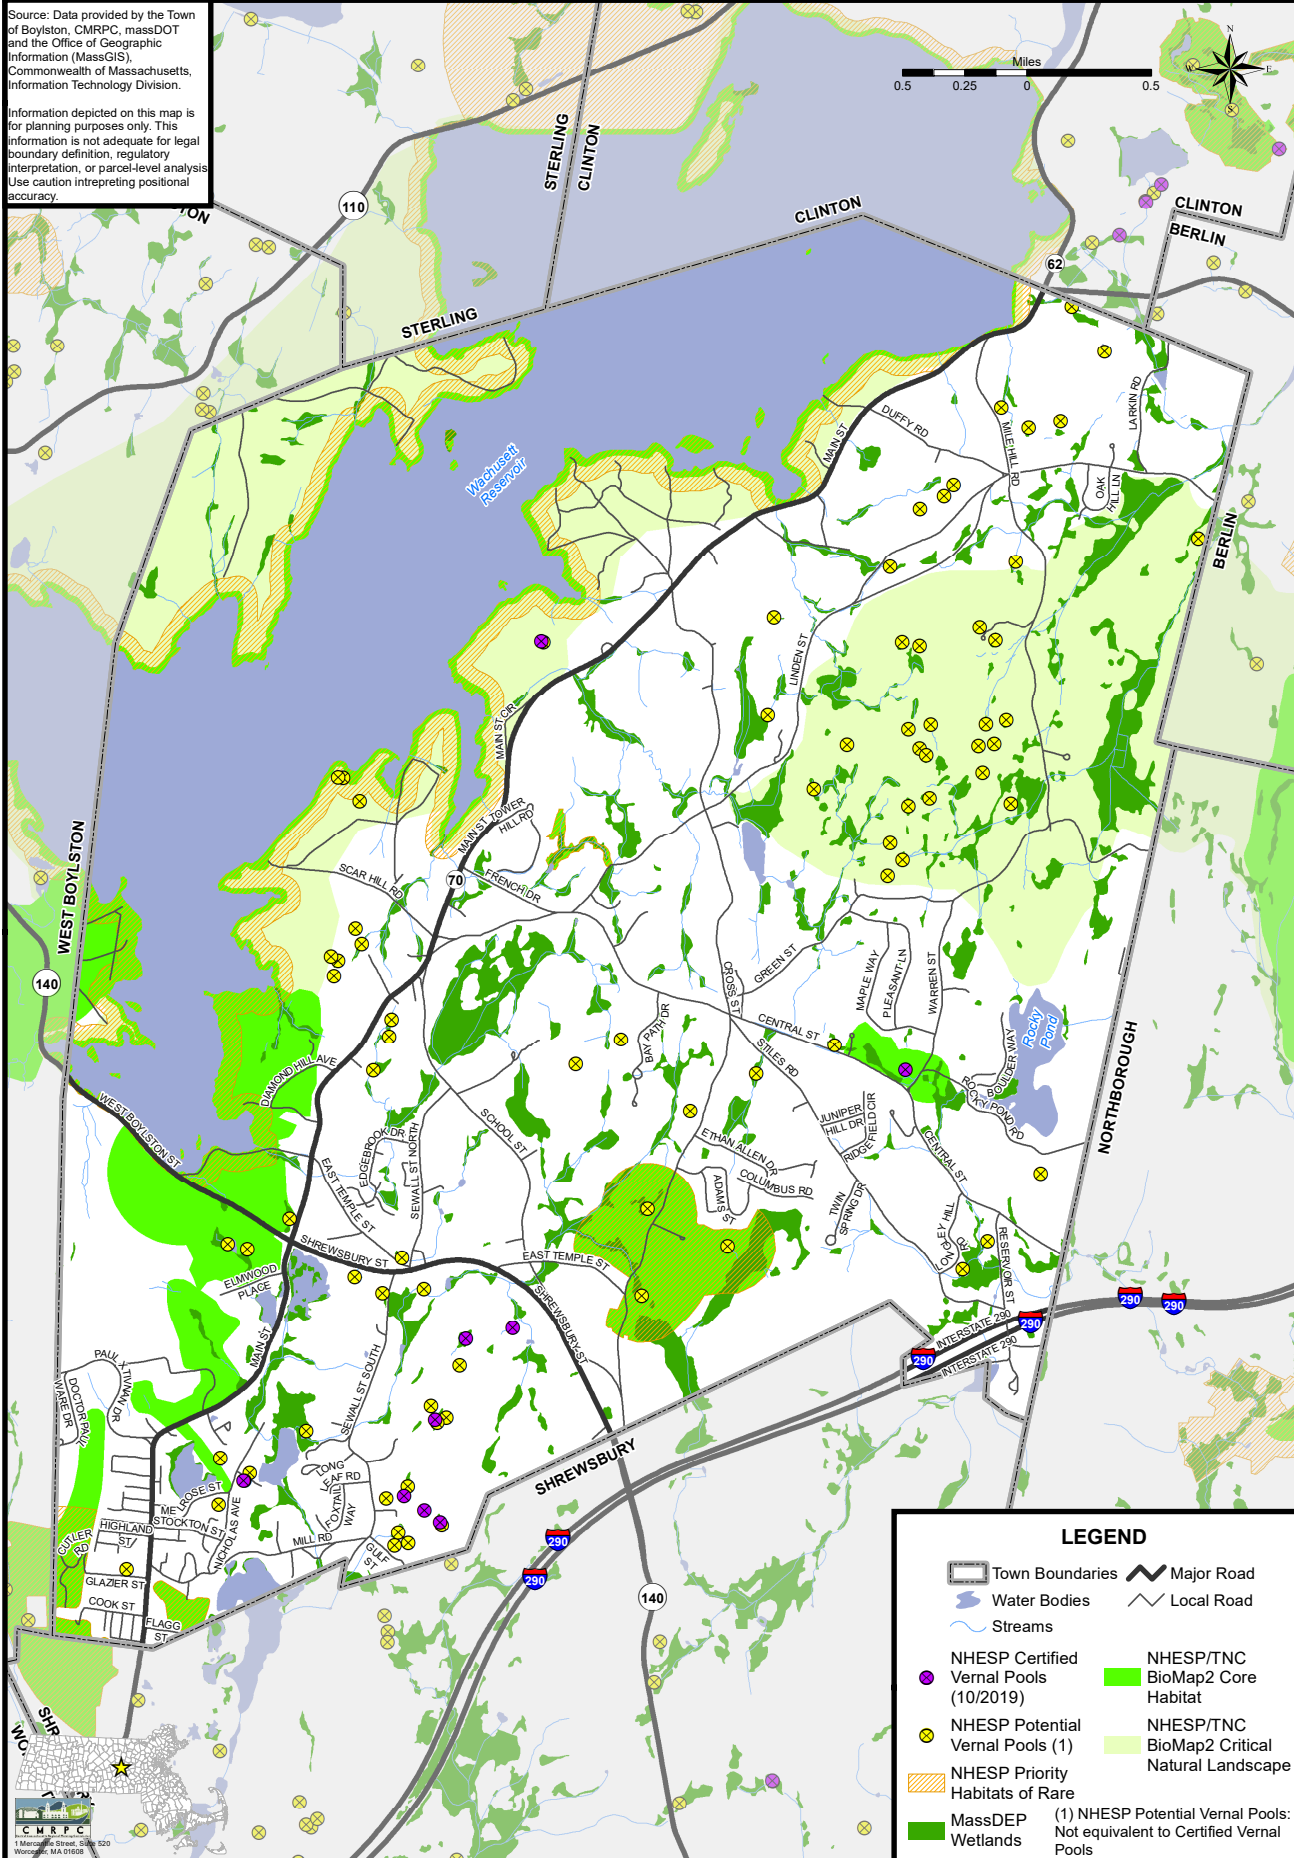 Source: Data provided by the Town
of Boylston, CMRPC, massDOT
and the Office of Geographic
Information (MassGIS),
Commonwealth of Massachusetts,
Information Technology Division.
Information depicted on this map is
for planning purposes only. This
information is not adequate for legal
boundary definition, regulatory
interpretation, or parcel-level analysis
Use caution intrepreting positional
accuracy.
Miles
0.5 0.25 0 0.5
N
W E
S
STERLING
CLINTON
110
CLINTON
CLINTON
BERLIN
62
STERLING
LARKIN RD
DUFFY RD
MAIN ST
MILE HILL RD
OAK
HILL LN
Wachusett
Reservoir
BERLIN
LINDEN ST
MAIN ST CIR
MAIN ST
TOWER
HILL RD
WEST BOYLSTON
SCAR HILL RD
70
FRENCH DR
140
CROSS ST
GREEN ST
MAPLE WAY
PLEASANT LN
WARREN ST
BAY PATH DR
CENTRAL ST
Rocky
Pond
BOULDER WAY
ROCKY POND RD
NORTHBOROUGH
DIAMOND HILL AVE
STILES RD
WEST BOYLSTON ST
SCHOOL ST
JUNIPER
HILL DR
RIDGEFIELD CIR
EDGEBROOK DR
SEWALL ST NORTH
ETHAN ALLEN DR
CENTRAL ST
EAST TEMPLE ST
COLUMBUS RD
ADAMS ST
TWIN
SPRING DR
LONGLEY HILL
RD
RESERVOIR ST
SHREWSBURY ST
EAST TEMPLE ST
ELMWOOD
PLACE
SHREWSBURY ST
290
290
INTERSTATE 290
290
INTERSTATE 290
290
MAIN ST
PAUL X TIVNAN DR
DOCTOR PAUL
WARE DR
SEWALL ST SOUTH
SHREWSBURY
LONG
LEAF RD
FOXTAIL
WAY
MELROSE ST
STOCKTON ST
HIGHLAND
ST
NICHOLAS AVE
MILL RD
GULF
ST
CUTLER
RD
GLAZIER ST
COOK ST
FLAGG
ST
290
290
140
LEGEND
Town Boundaries
Major Road
Water Bodies
Local Road
Streams
NHESP Certified
Vernal Pools
(10/2019)
NHESP/TNC
BioMap2 Core
Habitat
NHESP Potential
Vernal Pools (1)
NHESP/TNC
BioMap2 Critical
Natural Landscape
NHESP Priority
Habitats of Rare
MassDEP
Wetlands
(1) NHESP Potential Vernal Pools:
Not equivalent to Certified Vernal
Pools
CMRPC
1 Mercantile Street, Suite 520
Worcester, MA 01608